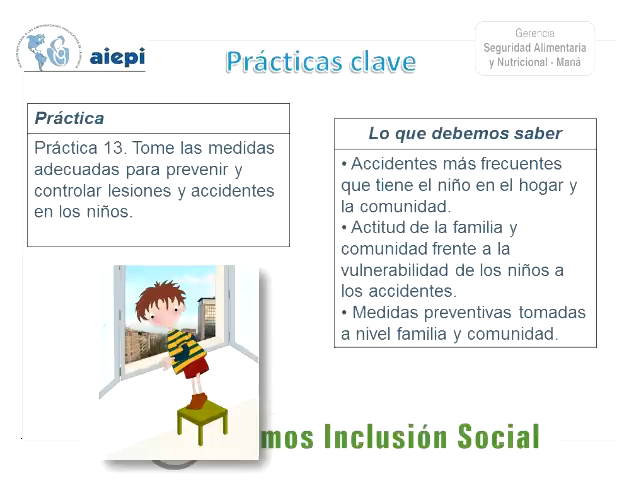 aiepi
Prácticas clave
Gerencia
Seguridad Alimentaria
y Nutricional - Maná
Práctica
Práctica 13. Tome las medidas
adecuadas para prevenir y
controlar lesiones y accidentes
en los niños.
Lo que debemos saber
• Accidentes más frecuentes
que tiene el niño en el hogar y
la comunidad.
• Actitud de la familia y
comunidad frente a la
vulnerabilidad de los niños a
los accidentes.
• Medidas preventivas tomadas
a nivel familia y comunidad.
mos Inclusión Social